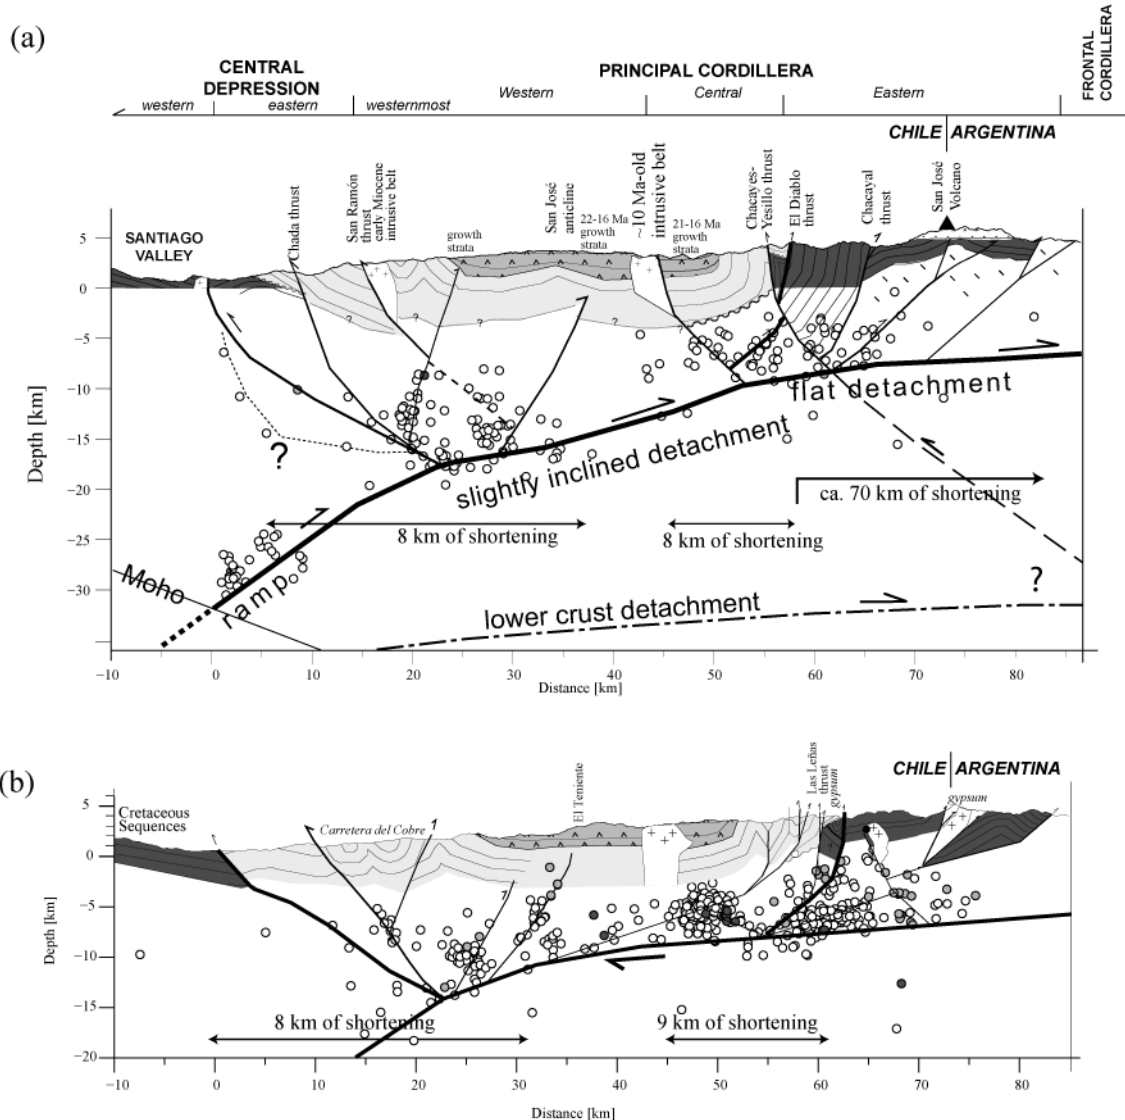 (a)
CENTRAL
DEPRESSION
PRINCIPAL CORDILLERA
FRONTAL
CORDILLERA
western
eastern
westernmost
Western
Central
Eastern
CHILE
ARGENTINA
SANTIAGO
VALLEY
Chada thrust
San Ramón
thrust
early Miocene
intrusive belt
growth
strata
San José
anticline
22-16 Ma
growth
strata
~10 Ma-old
intrusive belt
21-16 Ma
growth
strata
Chacayes-
Yesillo thrust
El Diablo
thrust
Chacayal
thrust
San José
Volcano
5
0
−5
−10
−15
−20
−25
−30
Depth [km]
? ? ? ?
?
flat detachment
slightly inclined detachment
ca. 70 km of shortening
8 km of shortening
8 km of shortening
Moho
ramp
lower crust detachment
?
−10 0 10 20 30 40 50 60 70 80
Distance [km]
(b)
CHILE
ARGENTINA
Cretaceous
Sequences
Carretera del Cobre
El Teniente
Las Leñas
thrust
gypsum
gypsum
?
5
0
−5
−10
−15
−20
Depth [km]
8 km of shortening
9 km of shortening
−10 0 10 20 30 40 50 60 70 80
Distance [km]